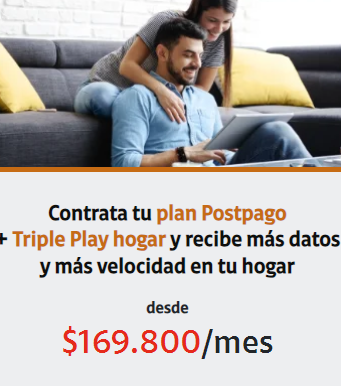 Contrata tu plan Postpago
+ Triple Play hogar y recibe más datos
y más velocidad en tu hogar
desde
$169.800/mes